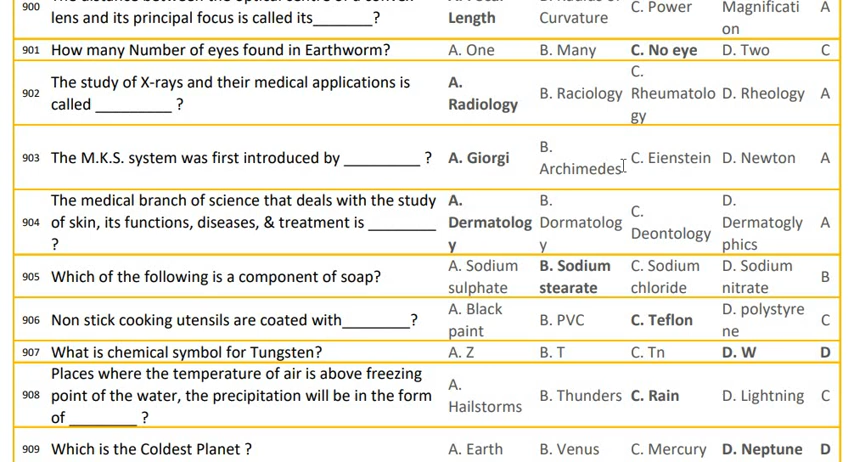 900 lens and its principal focus is called its_______? Length Curvature C. Power Magnificati on A
901 How many Number of eyes found in Earthworm? A. One B. Many C. No eye D. Two C
902 The study of X-rays and their medical applications is called _________ ? A. Radiology B. Raciology C. Rheumatolo gy D. Rheology A
903 The M.K.S. system was first introduced by _________ ? A. Giorgi B. Archimedes C. Eienstein D. Newton A
904 The medical branch of science that deals with the study of skin, its functions, diseases, & treatment is ________ ? A. Dermatolog y B. Dormatolog y C. Deontology D. Dermatogly phics A
905 Which of the following is a component of soap? A. Sodium sulphate B. Sodium stearate C. Sodium chloride D. Sodium nitrate B
906 Non stick cooking utensils are coated with________? A. Black paint B. PVC C. Teflon D. polystyre ne C
907 What is chemical symbol for Tungsten? A. Z B. T C. Tn D. W D
908 Places where the temperature of air is above freezing point of the water, the precipitation will be in the form of ________ ? A. Hailstorms B. Thunders C. Rain D. Lightning C
909 Which is the Coldest Planet ? A. Earth B. Venus C. Mercury D. Neptune D